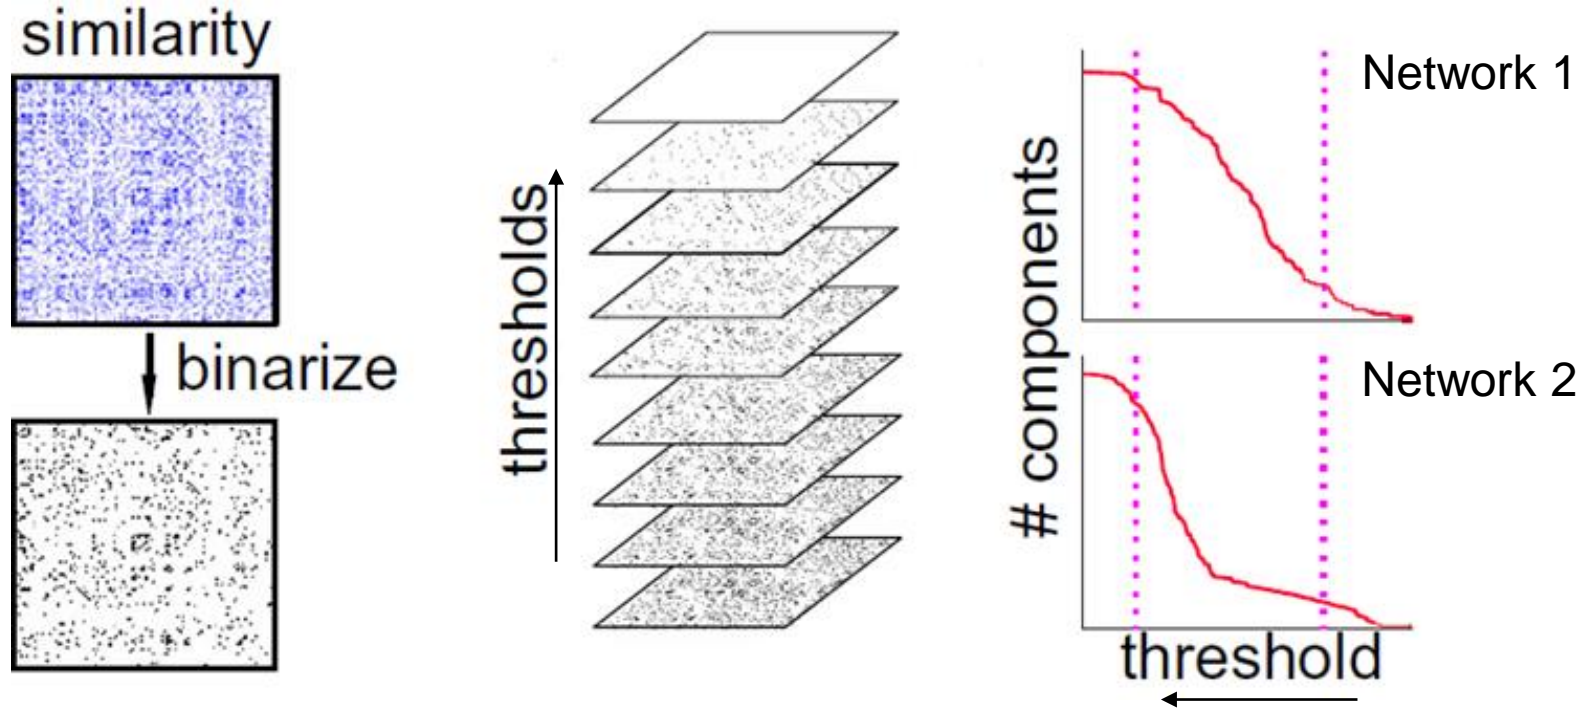 similarity
binarize
thresholds
# components
Network 1
Network 2
threshold